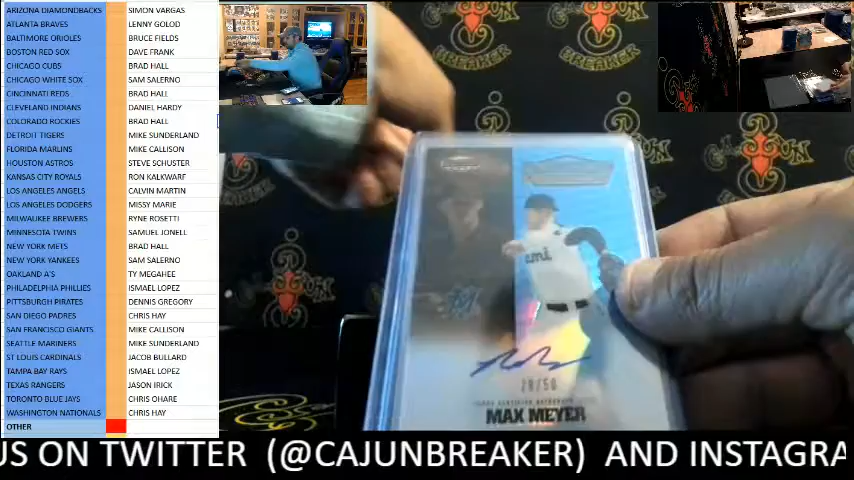 ARIZONA DIAMONDBACKS SIMON VARGAS
ATLANTA BRAVES LENNY GOLOD
BALTIMORE ORIOLES BRUCE FIELDS
BOSTON RED SOX DAVE FRANK
CHICAGO CUBS BRAD HALL
CHICAGO WHITE SOX SAM SALERNO
CINCINNATI REDS BRAD HALL
CLEVELAND INDIANS DANIEL HARDY
COLORADO ROCKIES BRAD HALL
DETROIT TIGERS MIKE SUNDERLAND
FLORIDA MARLINS MIKE CALLISON
HOUSTON ASTROS STEVE SCHUSTER
KANSAS CITY ROYALS RON KALKWARF
LOS ANGELES ANGELS CALVIN MARTIN
LOS ANGELES DODGERS MISSY MARIE
MILWAUKEE BREWERS RYNE ROSETTI
MINNESOTA TWINS SAMUEL JONELL
NEW YORK METS BRAD HALL
NEW YORK YANKEES SAM SALERNO
OAKLAND A'S TY MEGAHEE
PHILADELPHIA PHILLIES ISMAEL LOPEZ
PITTSBURGH PIRATES DENNIS GREGORY
SAN DIEGO PADRES CHRIS HAY
SAN FRANCISCO GIANTS MIKE CALLISON
SEATTLE MARINERS MIKE SUNDERLAND
ST LOUIS CARDINALS JACOB BULLARD
TAMPA BAY RAYS ISMAEL LOPEZ
TEXAS RANGERS JASON IRICK
TORONTO BLUE JAYS CHRIS OHARE
WASHINGTON NATIONALS CHRIS HAY
OTHER
BREAKER
BREAKER
28/50
MAX MEYER
US ON TWITTER (@CAJUNBREAKER) AND INSTAGRA